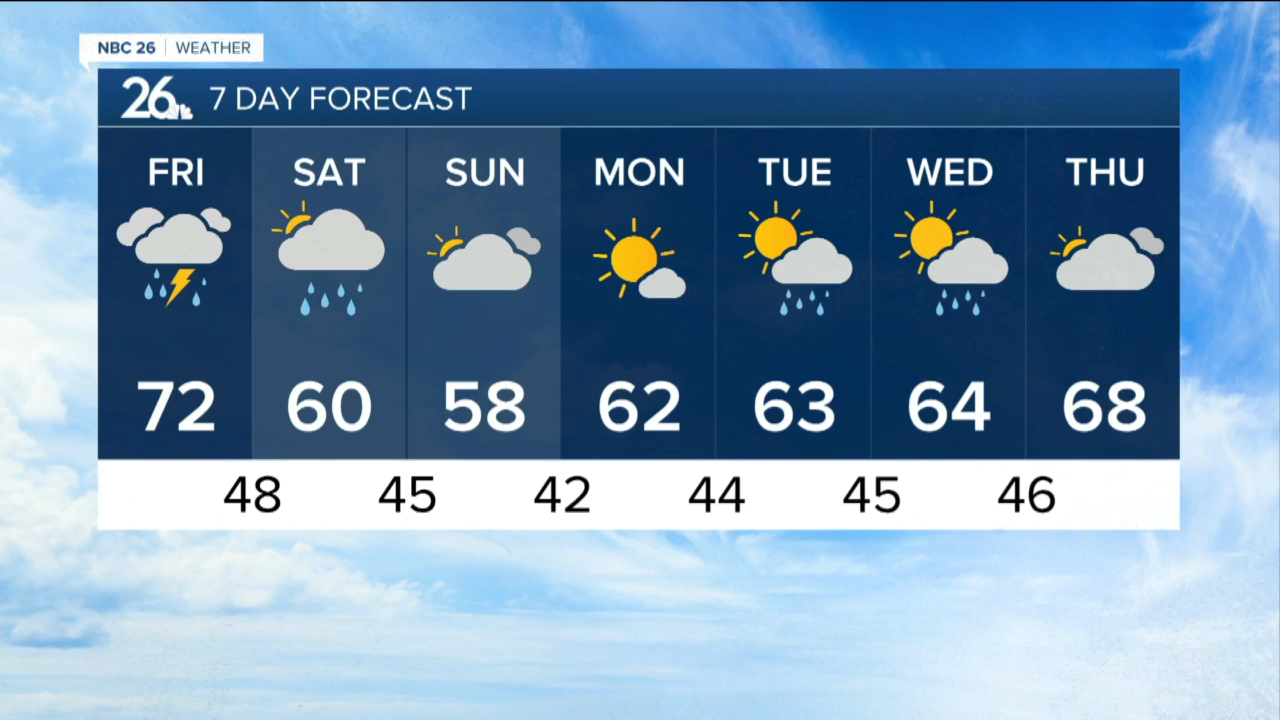 NBC 26 | WEATHER
26 7 DAY FORECAST
FRI SAT SUN MON TUE WED THU
72 60 58 62 63 64 68
48 45 42 44 45 46